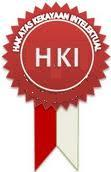 HAK ATAS KEKAYAAN INTELEKTUAL
HKI